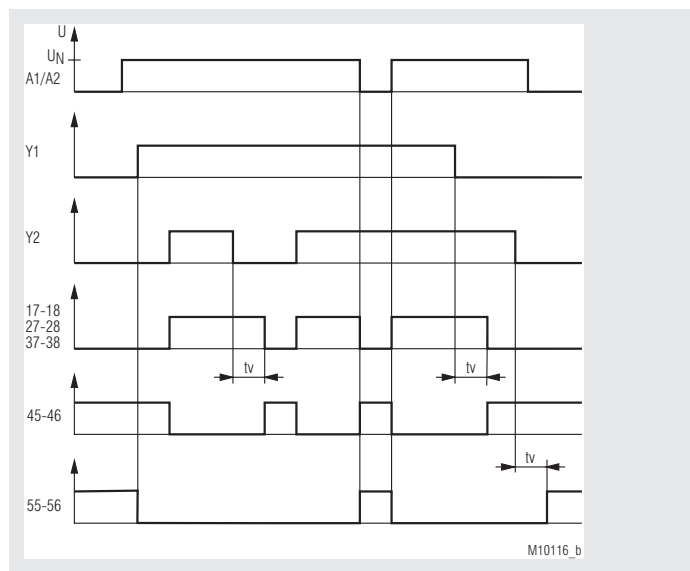 U
UN
A1/A2
Y1
Y2
17-18
27-28
37-38
tv
tv
45-46
tv
55-56
M10116_b